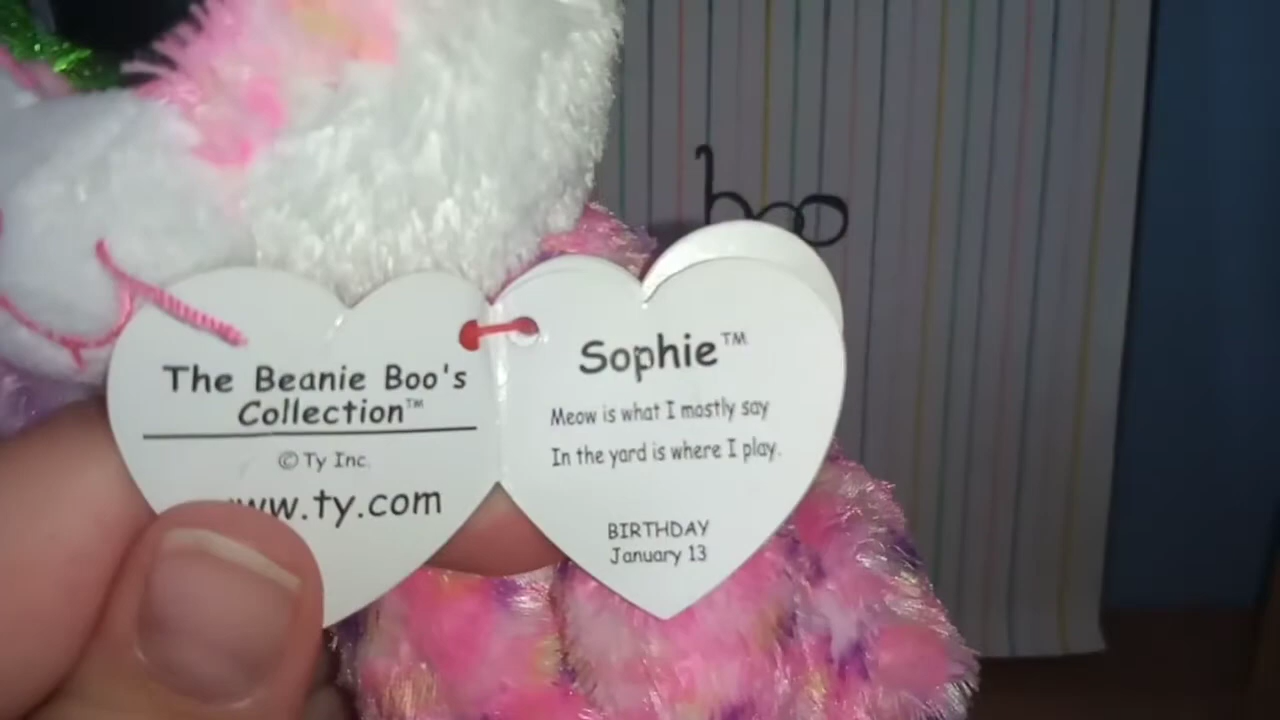 boo
The Beanie Boo's
Collection™
© Ty Inc.
www.ty.com
Sophie™
Meow is what I mostly say
In the yard is where I play.
BIRTHDAY
January 13